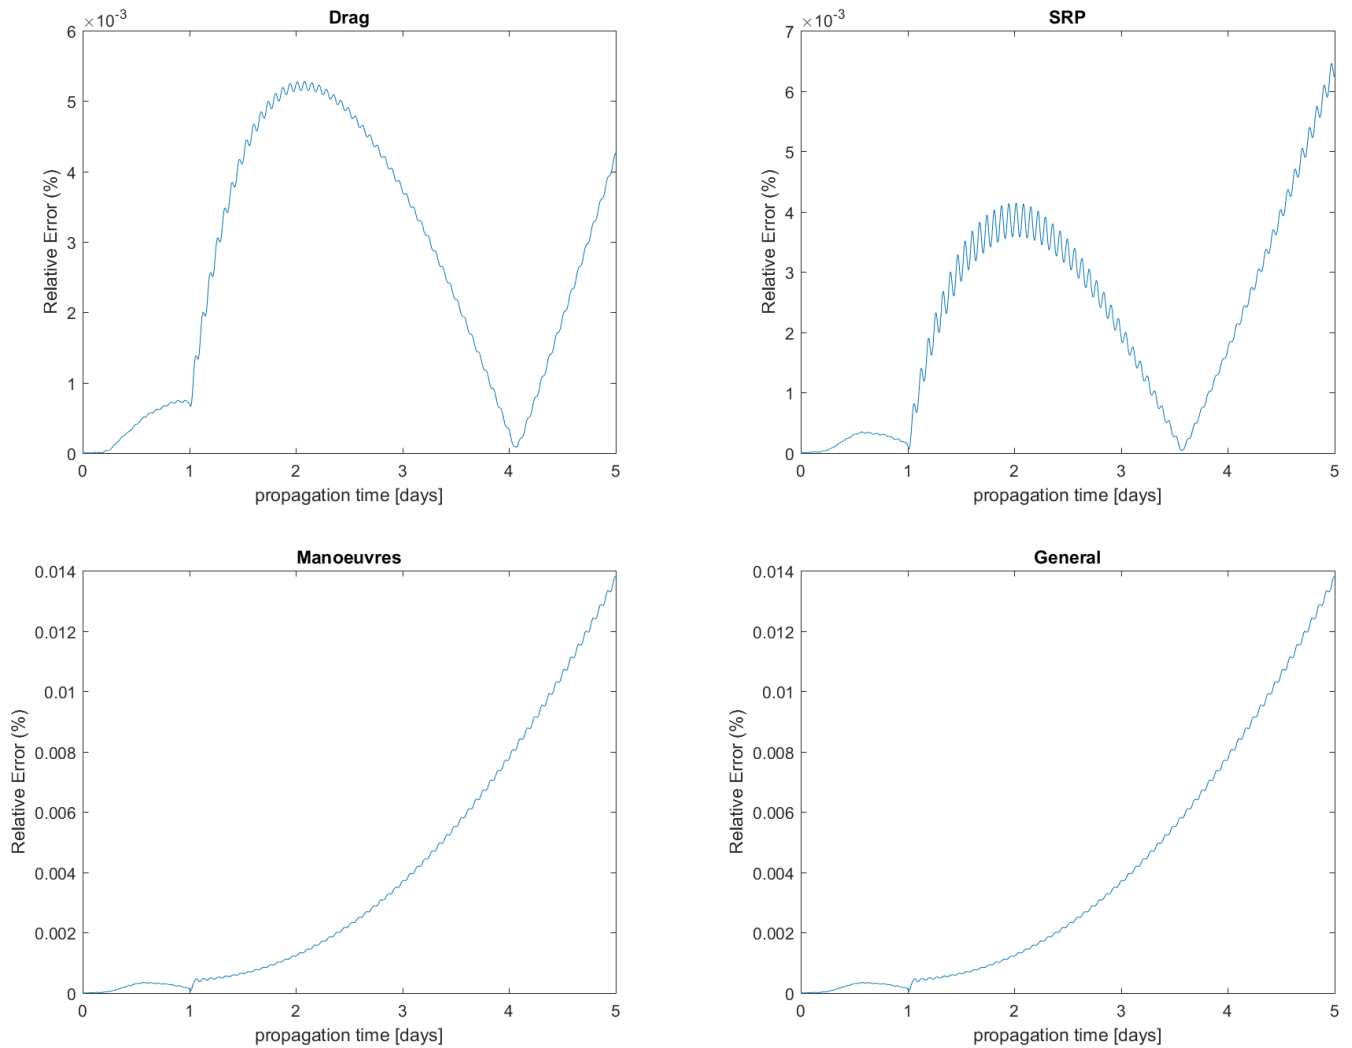 Drag
×10-3
6
5
4
3
2
1
0
0 1 2 3 4 5
Relative Error (%)
propagation time [days]
SRP
×10-3
7
6
5
4
3
2
1
0
0 1 2 3 4 5
Relative Error (%)
propagation time [days]
Manoeuvres
0.014
0.012
0.01
0.008
0.006
0.004
0.002
0
0 1 2 3 4 5
Relative Error (%)
propagation time [days]
General
0.014
0.012
0.01
0.008
0.006
0.004
0.002
0
0 1 2 3 4 5
Relative Error (%)
propagation time [days]